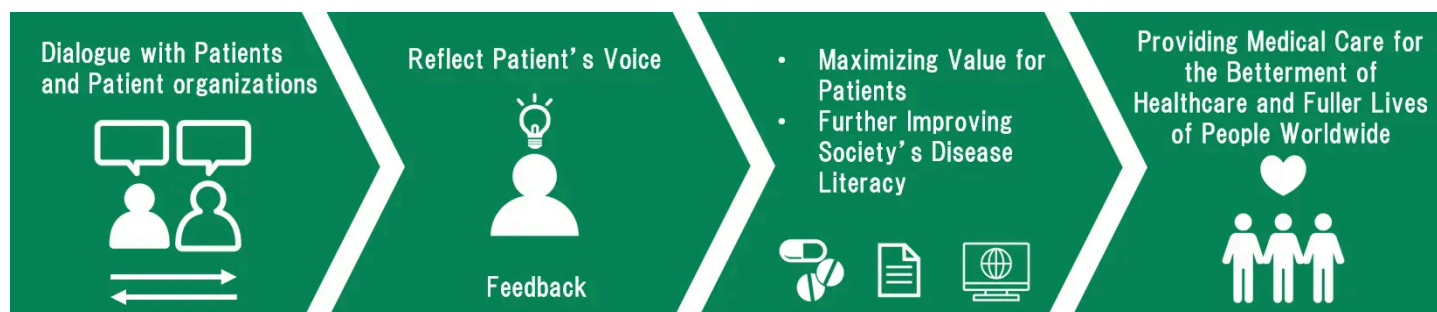 Dialogue with Patients
and Patient organizations
Reflect Patient’s Voice
Feedback
• Maximizing Value for
Patients
• Further Improving
Society’s Disease
Literacy
Providing Medical Care for
the Betterment of
Healthcare and Fuller Lives
of People Worldwide